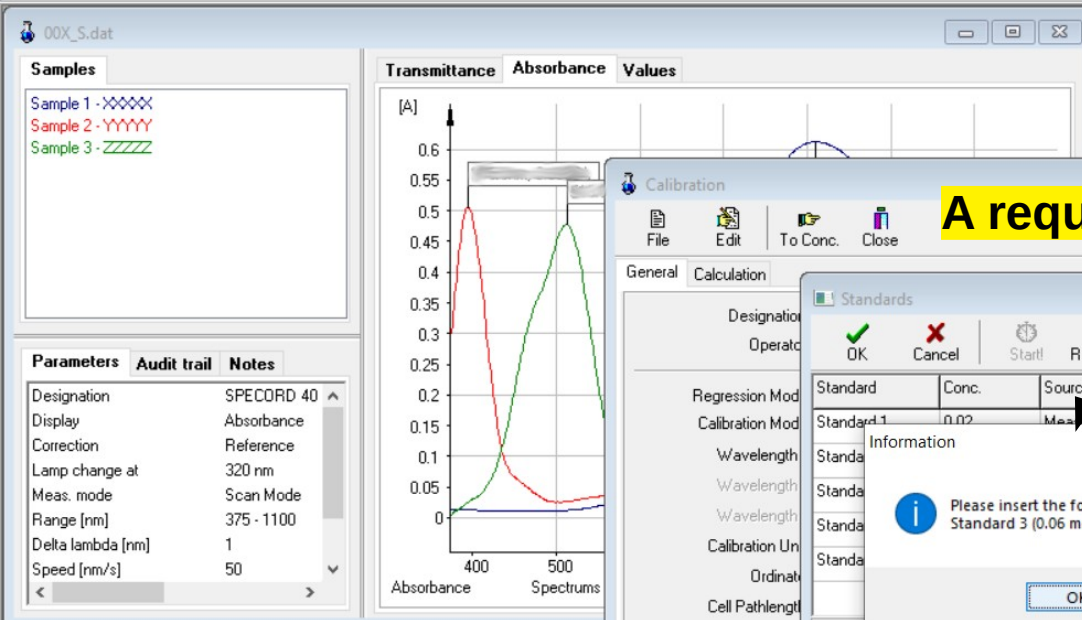 00X_S.dat
Samples
Sample 1 - XXXXX
Sample 2 - YYYYY
Sample 3 - ZZZZZ
Parameters Audit trail Notes
Designation SPECORD 40
Display Absorbance
Correction Reference
Lamp change at 320 nm
Meas. mode Scan Mode
Range [nm] 375 - 1100
Delta lambda [nm] 1
Speed [nm/s] 50
Transmittance Absorbance Values
[A]
0.6
0.55
0.5
0.45
0.4
0.35
0.3
0.25
0.2
0.15
0.1
0.05
0
400 500
Absorbance Spectrums
Calibration
A requ
File Edit To Conc. Close
General Calculation
Designatio
Operato
Regression Mod
Calibration Mod
Wavelength
Wavelength
Wavelength
Calibration Un
Ordinat
Cell Pathlengt
Standards
OK Cancel Start! R
Standard Conc. Sourc
Standard 1 0.02 Mea
Standa
Standa
Standa
Standa
Information
Please insert the fo
Standard 3 (0.06 m
OK